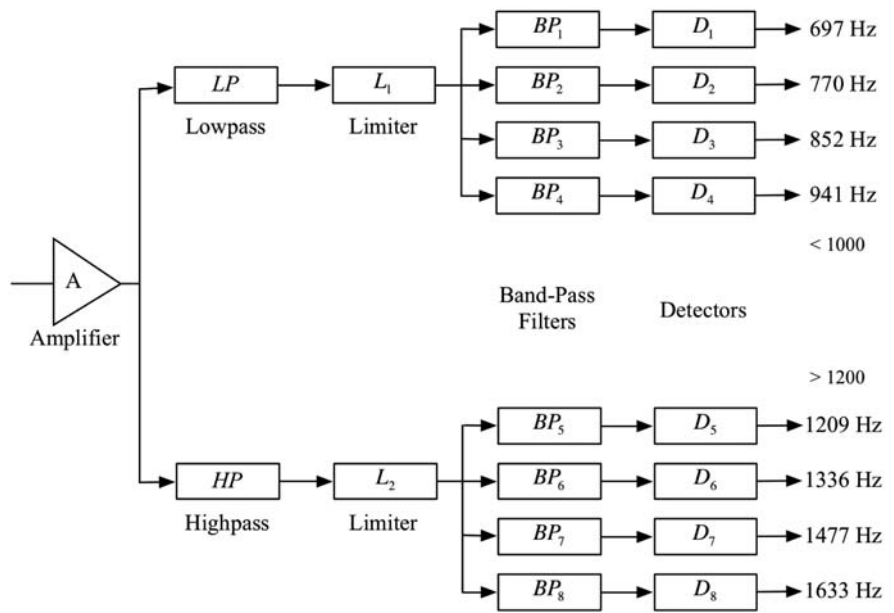 BP₁ D₁ 697 Hz
LP L₁ BP₂ D₂ 770 Hz
Lowpass Limiter BP₃ D₃ 852 Hz
BP₄ D₄ 941 Hz
< 1000
A
Band-Pass
Filters
Detectors
Amplifier
> 1200
BP₅ D₅ 1209 Hz
HP L₂ BP₆ D₆ 1336 Hz
Highpass Limiter BP₇ D₇ 1477 Hz
BP₈ D₈ 1633 Hz